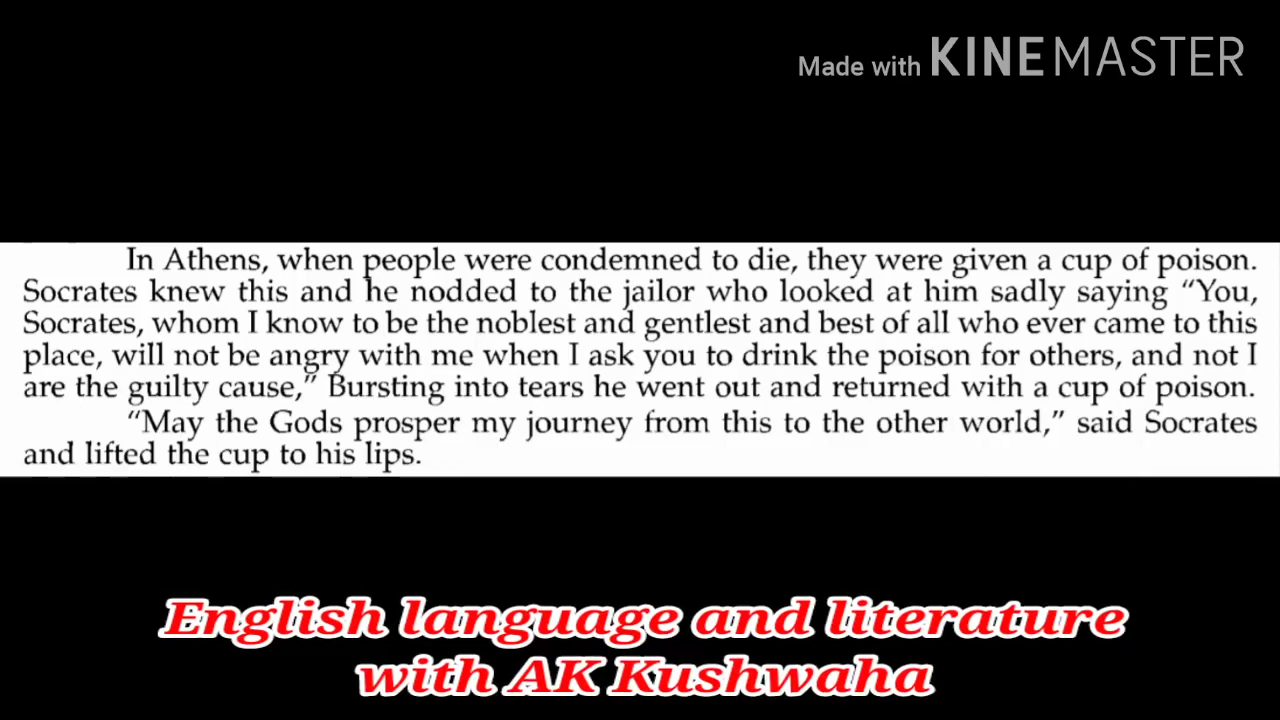 Made with KINEMASTER
In Athens, when people were condemned to die, they were given a cup of poison.
Socrates knew this and he nodded to the jailor who looked at him sadly saying “You,
Socrates, whom I know to be the noblest and gentlest and best of all who ever came to this
place, will not be angry with me when I ask you to drink the poison for others, and not I
are the guilty cause,” Bursting into tears he went out and returned with a cup of poison.
“May the Gods prosper my journey from this to the other world,” said Socrates
and lifted the cup to his lips.
English language and literature
with AK Kushwaha